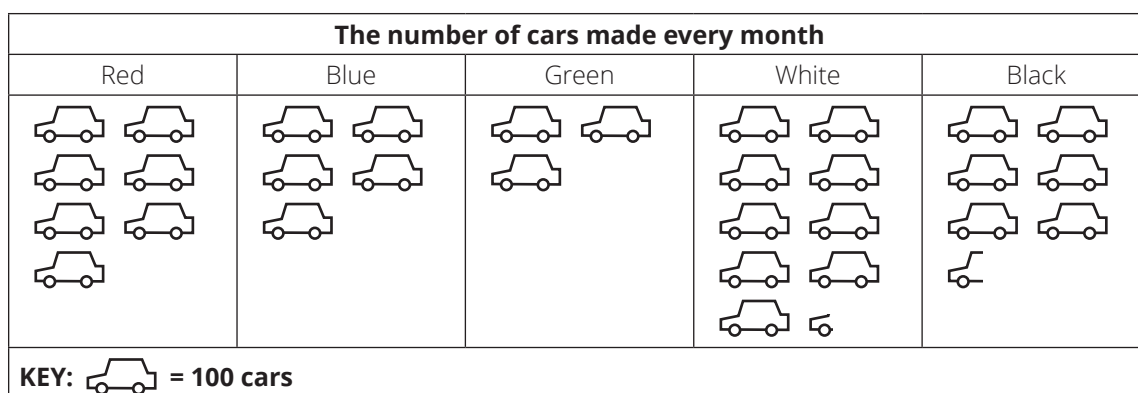 The number of cars made every month
Red Blue Green White Black
KEY: = 100 cars